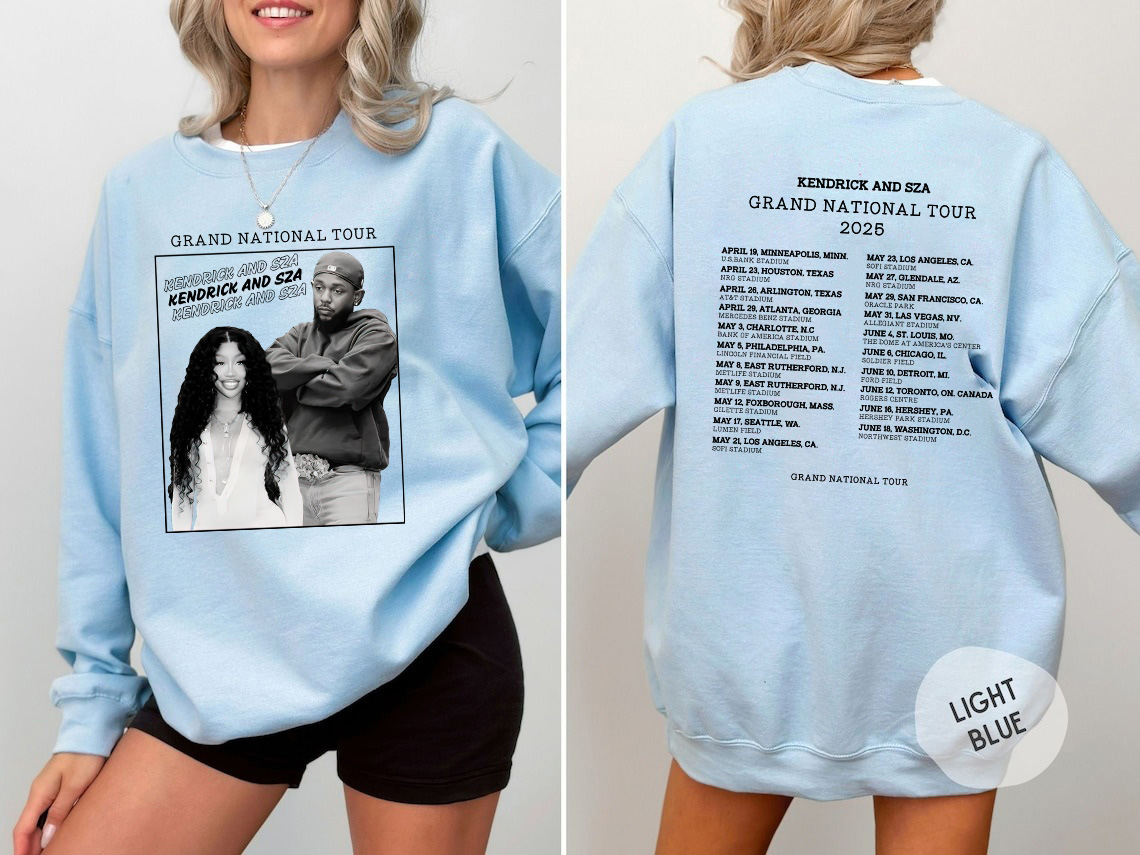 GRAND NATIONAL TOUR
KENDRICK AND SZA
KENDRICK AND SZA
KENDRICK AND SZA
KENDRICK AND SZA
GRAND NATIONAL TOUR
2025
APRIL 19, MINNEAPOLIS, MINN.
U.S.BANK STADIUM
APRIL 23, HOUSTON, TEXAS
NRG STADIUM
APRIL 26, ARLINGTON, TEXAS
AT&T STADIUM
APRIL 29, ATLANTA, GEORGIA
MERCEDES BENZ STADIUM
MAY 3, CHARLOTTE, N.C
BANK OF AMERICA STADIUM
MAY 5, PHILADELPHIA, PA.
LINCOLN FINANCIAL FIELD
MAY 8, EAST RUTHERFORD, N.J.
METLIFE STADIUM
MAY 9, EAST RUTHERFORD, N.J.
METLIFE STADIUM
MAY 12, FOXBOROUGH, MASS.
GILETTE STADIUM
MAY 17, SEATTLE, WA.
LUMEN FIELD
MAY 21, LOS ANGELES, CA.
SOFI STADIUM
MAY 23, LOS ANGELES, CA.
SOFI STADIUM
MAY 27, GLENDALE, AZ.
NRG STADIUM
MAY 29, SAN FRANCISCO, CA.
ORACLE PARK
MAY 31, LAS VEGAS, NV.
ALLEGIANT STADIUM
JUNE 4, ST. LOUIS, MO.
THE DOME AT AMERICA'S CENTER
JUNE 6, CHICAGO, IL.
SOLDIER FIELD
JUNE 10, DETROIT, MI.
FORD FIELD
JUNE 12, TORONTO, ON. CANADA
ROGERS CENTRE
JUNE 16, HERSHEY, PA.
HERSHEY PARK STADIUM
JUNE 18, WASHINGTON, D.C.
NORTHWEST STADIUM
GRAND NATIONAL TOUR
LIGHT
BLUE